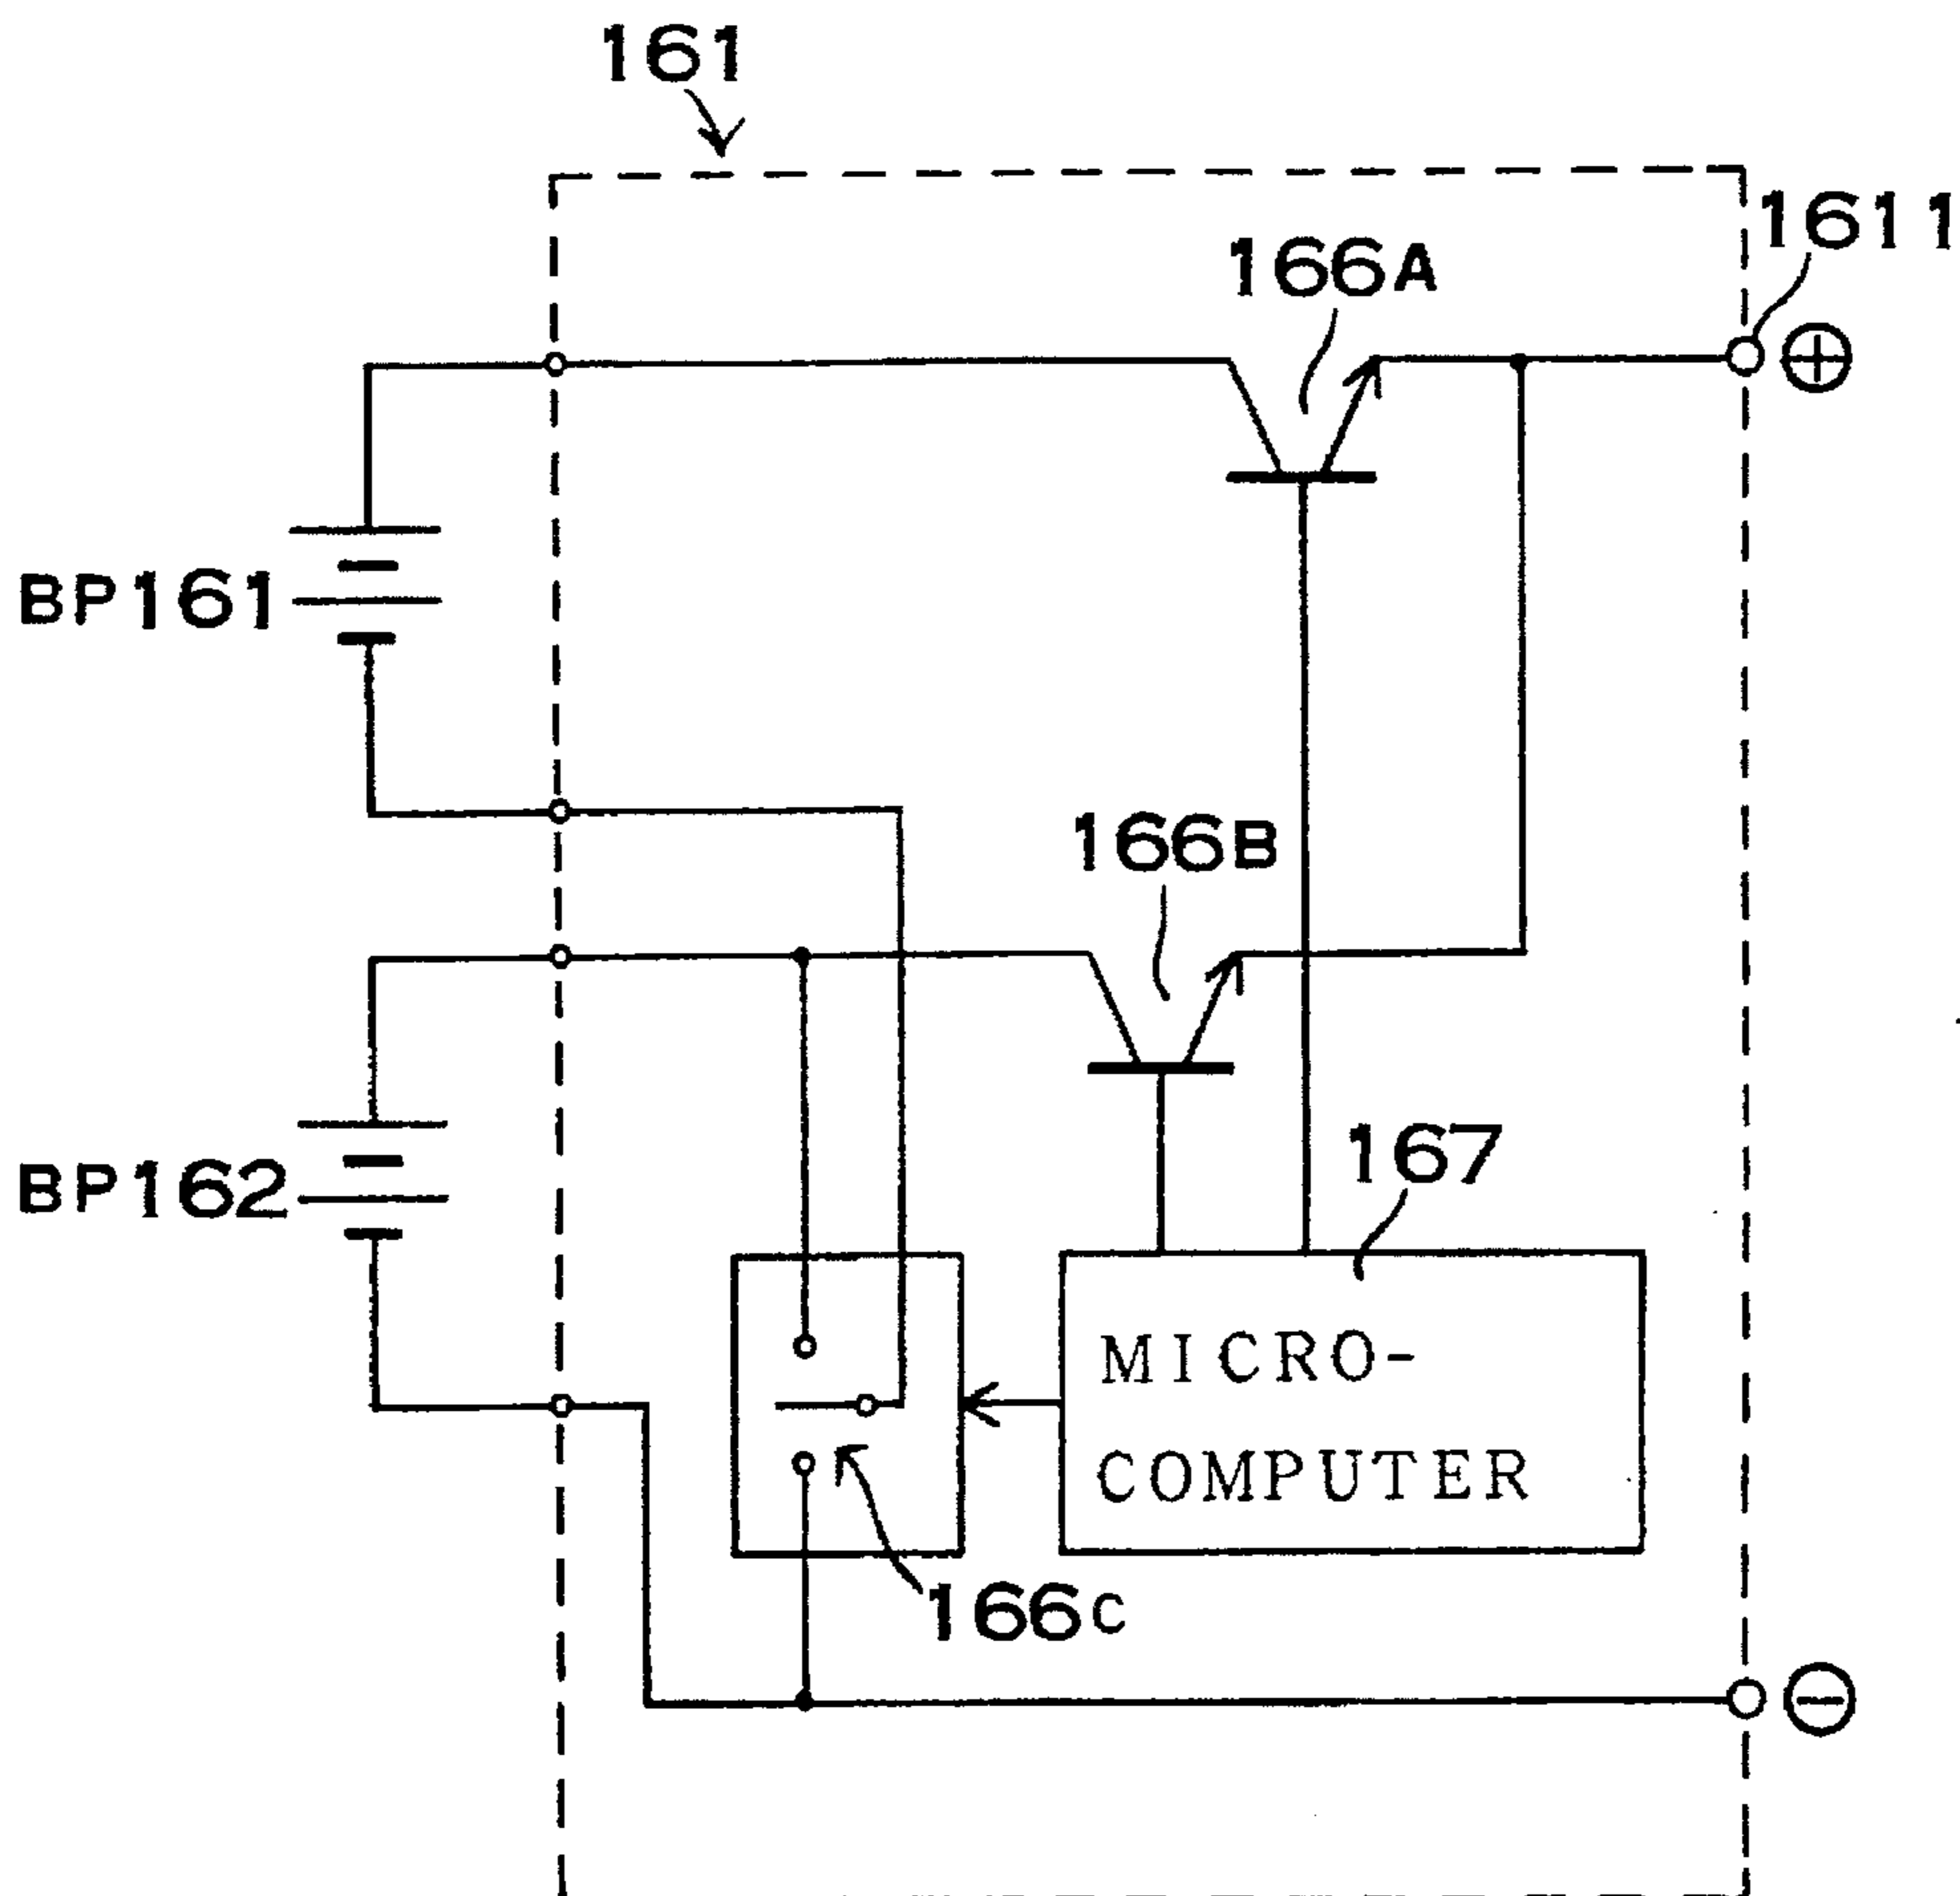 161
1611
166A
⊕
BP161
166B
BP162
167
MICRO-
COMPUTER
166C
⊖